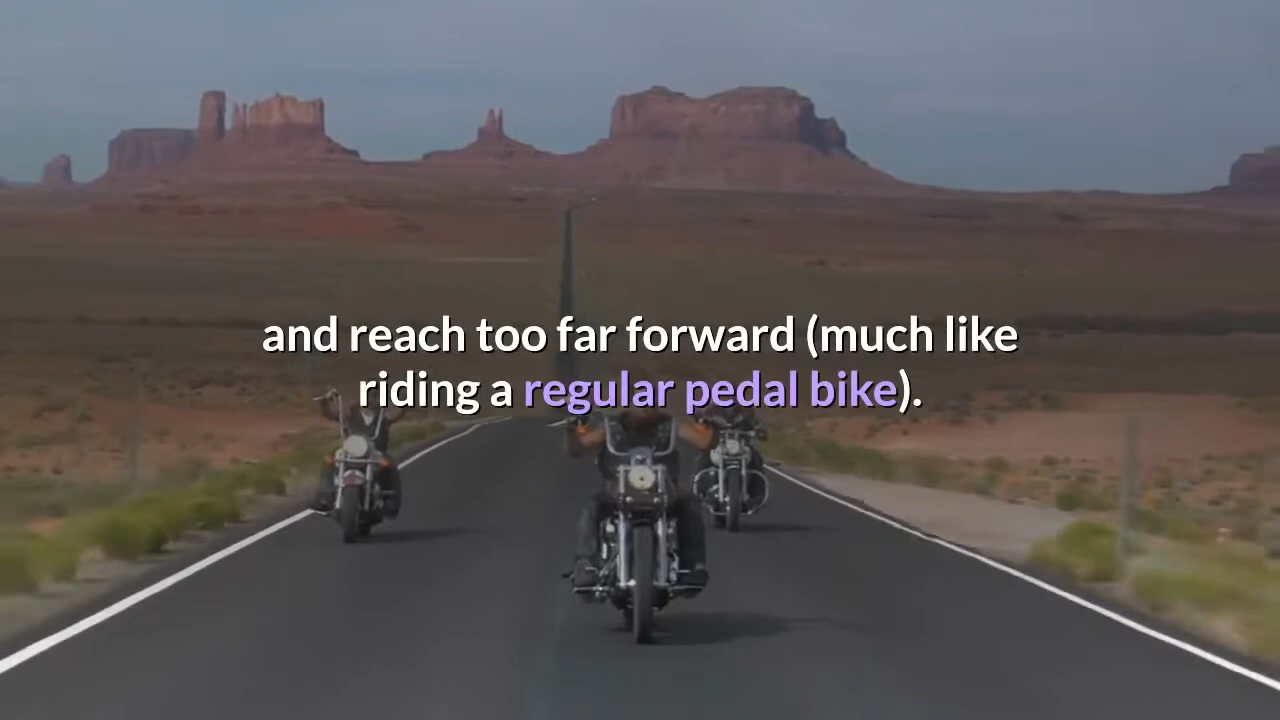 and reach too far forward (much like
riding a regular pedal bike).